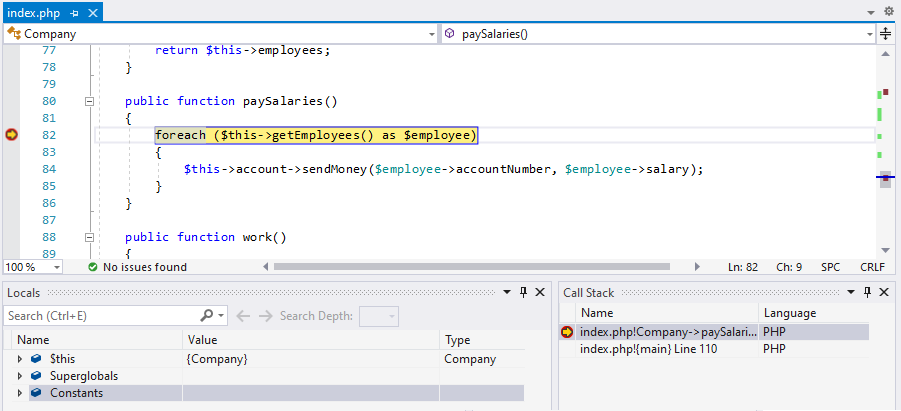 index.php
Company paySalaries()
77 return $this->employees;
78 }
79
80 public function paySalaries()
81 {
82 foreach ($this->getEmployees() as $employee)
83 {
84 $this->account->sendMoney($employee->accountNumber, $employee->salary);
85 }
86 }
87
88 public function work()
89 {
100 % No issues found Ln: 82 Ch: 9 SPC CRLF
Locals
Search (Ctrl+E) Search Depth:
Name Value Type
$this {Company} Company
Superglobals
Constants
Call Stack
Name Language
index.php!Company->paySalari... PHP
index.php!{main} Line 110 PHP